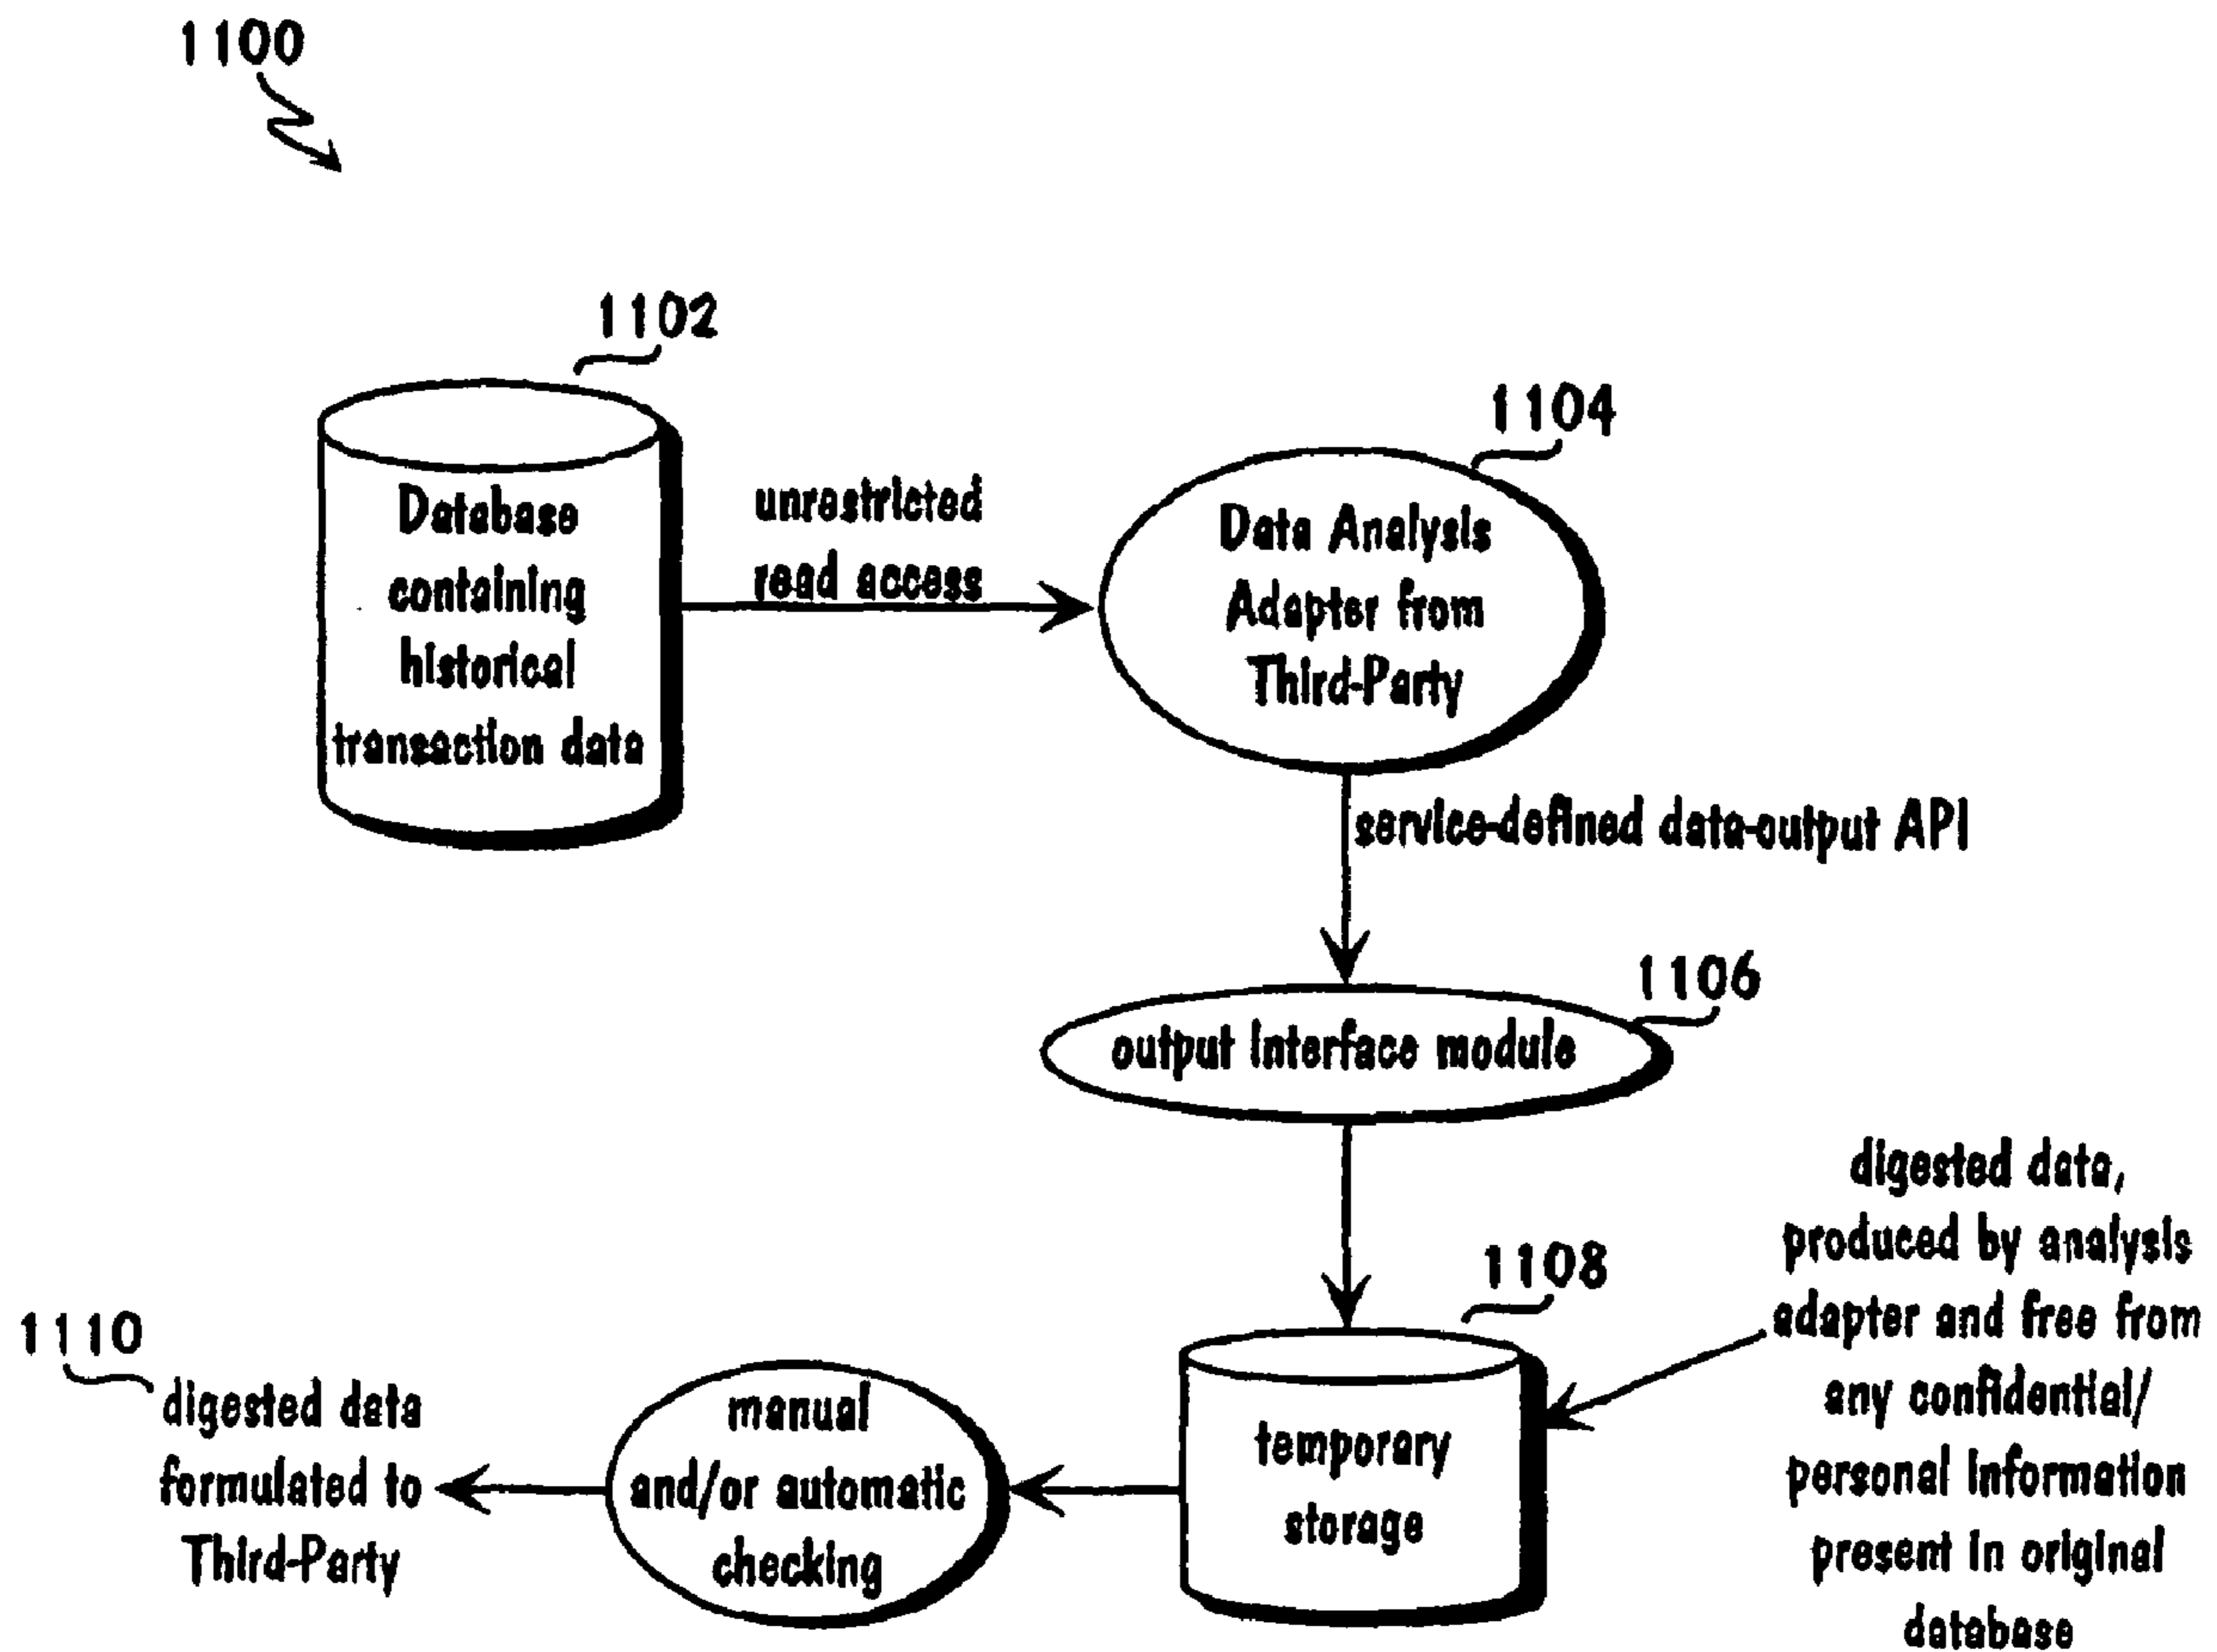 1100
1102
Database
containing
historical
transaction data
unrestricted
read access
1104
Data Analysis
Adapter from
Third-Party
service-defined data-output API
1106
output interface module
1108
temporary
storage
digested data,
produced by analysis
adapter and free from
any confidential/
personal information
present in original
database
manual
and/or automatic
checking
1110
digested data
formulated to
Third-Party